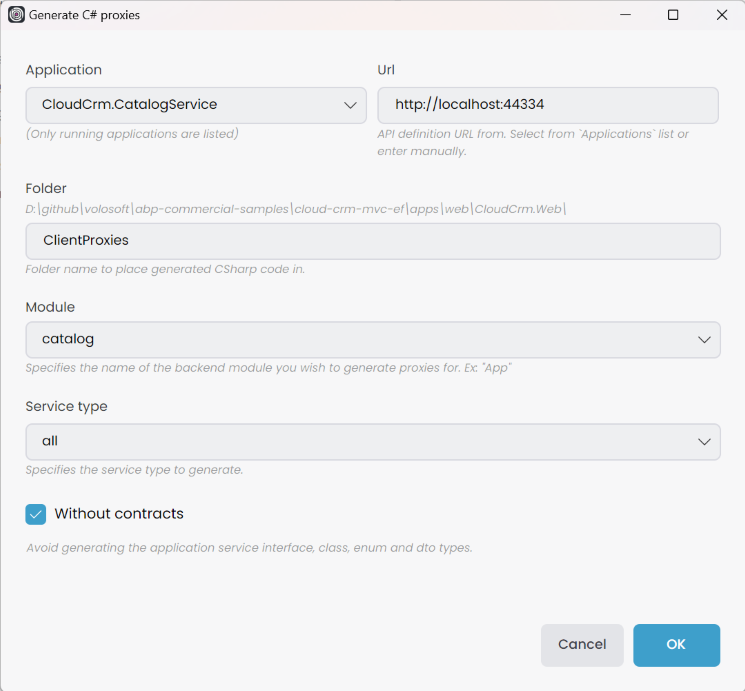 Generate C# proxies
Application
Url
CloudCrm.CatalogService
http://localhost:44334
(Only running applications are listed)
API definition URL from. Select from `Applications` list or
enter manually.
Folder
D:\github\volosoft\abp-commercial-samples\cloud-crm-mvc-ef\apps\web\CloudCrm.Web\
ClientProxies
Folder name to place generated CSharp code in.
Module
catalog
Specifies the name of the backend module you wish to generate proxies for. Ex: "App"
Service type
all
Specifies the service type to generate.
Without contracts
Avoid generating the application service interface, class, enum and dto types.
Cancel
OK